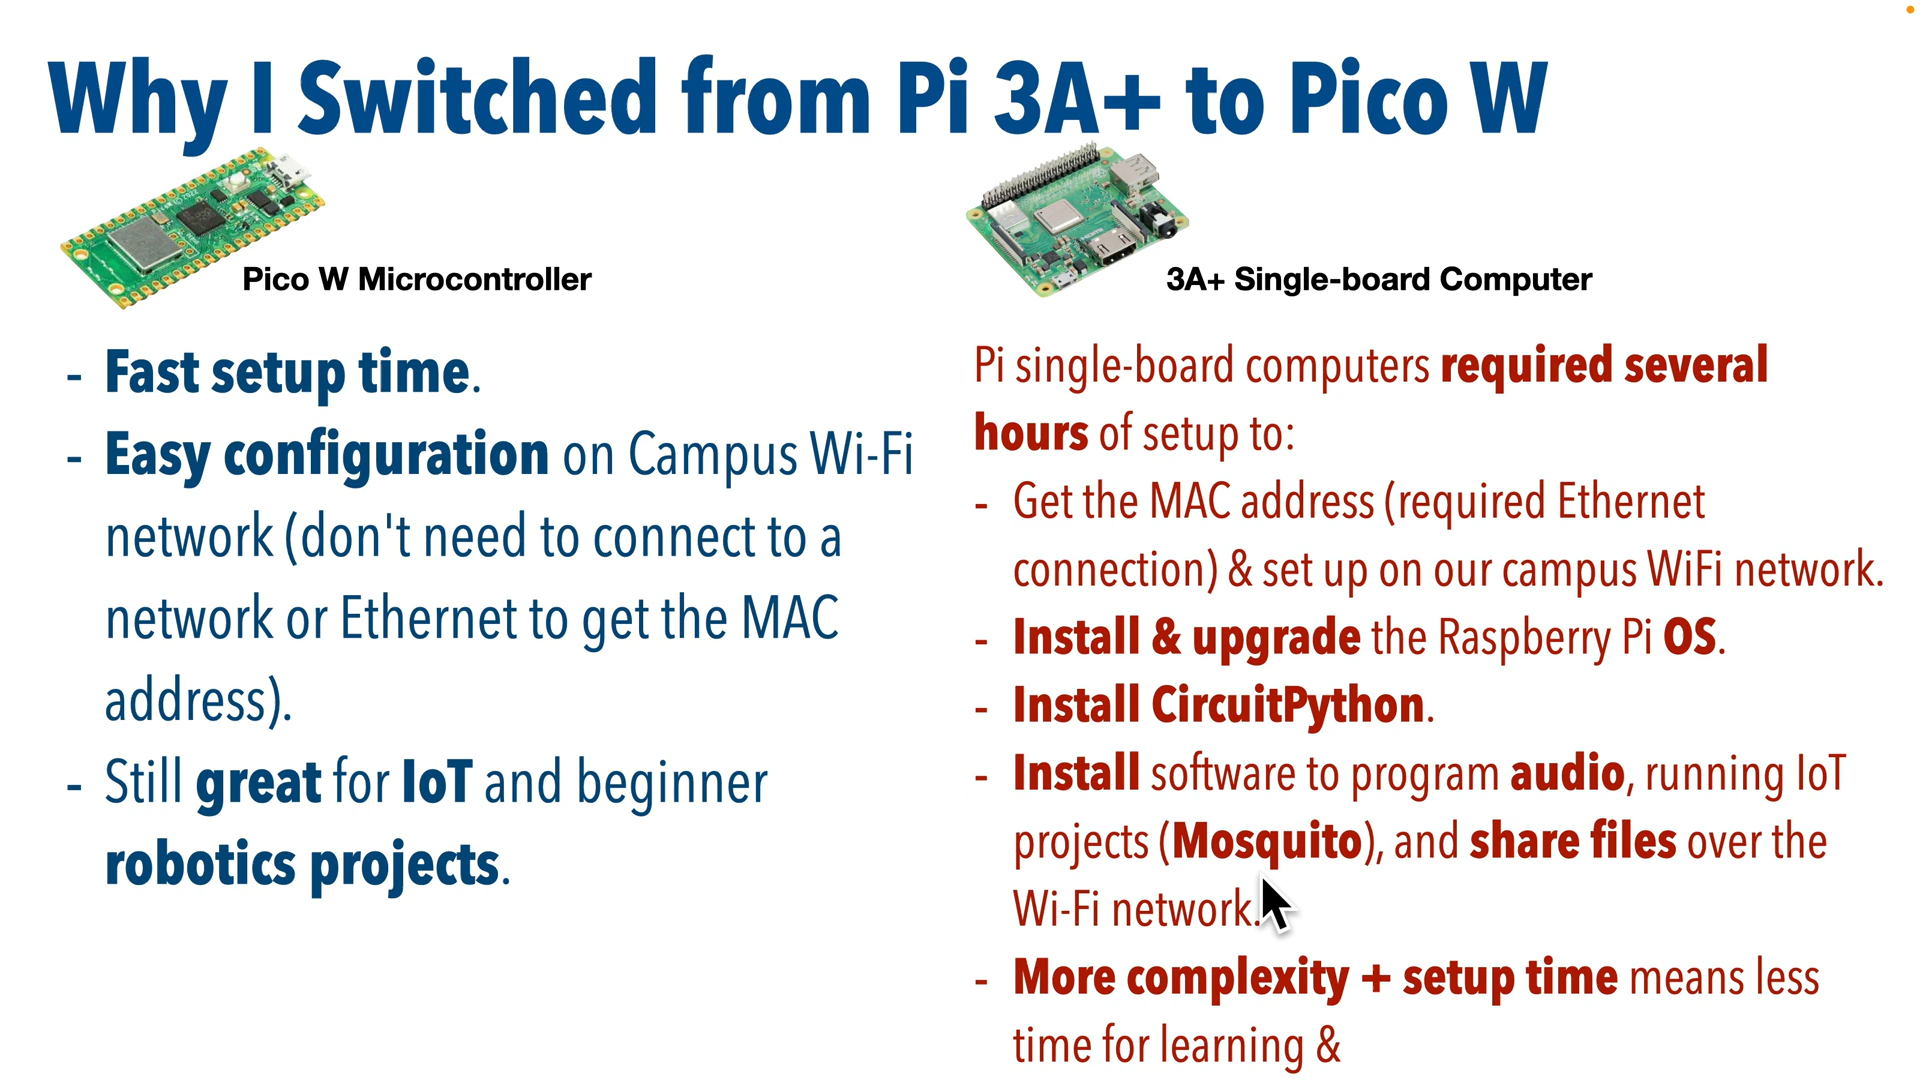 Why I Switched from Pi 3A+ to Pico W
Pico W Microcontroller
- Fast setup time.
- Easy configuration on Campus Wi-Fi
network (don't need to connect to a
network or Ethernet to get the MAC
address).
- Still great for IoT and beginner
robotics projects.
3A+ Single-board Computer
Pi single-board computers required several
hours of setup to:
- Get the MAC address (required Ethernet
connection) & set up on our campus WiFi network.
- Install & upgrade the Raspberry Pi OS.
- Install CircuitPython.
- Install software to program audio, running IoT
projects (Mosquito), and share files over the
Wi-Fi network.
- More complexity + setup time means less
time for learning &